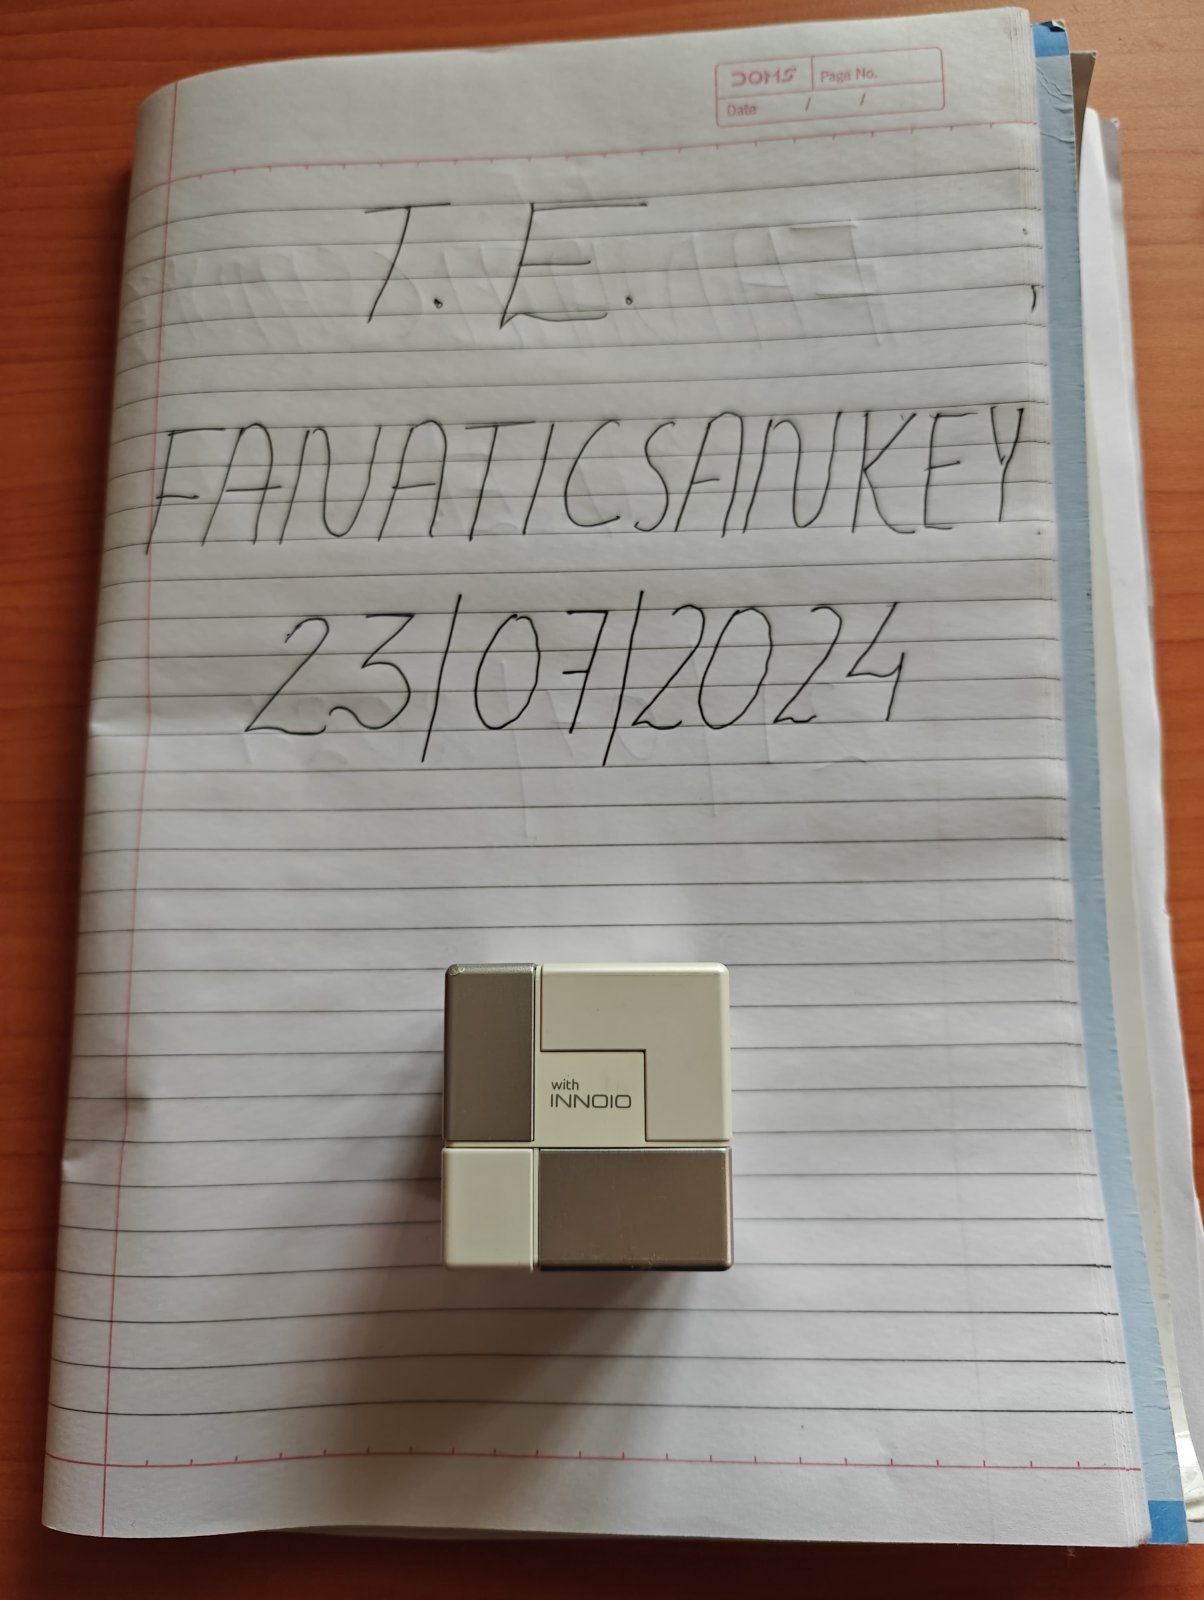 DOMS Page No.
Date / /
T. E.
FANATICSANKEY
23/07/2024
with
INNOIO